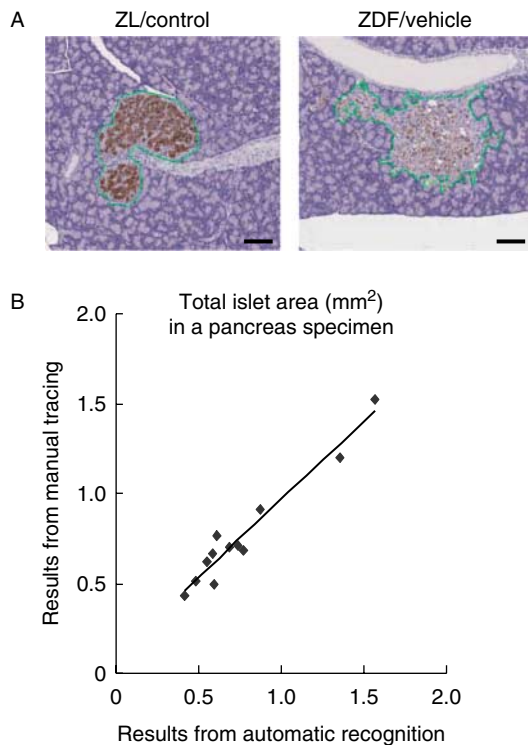 A
ZL/control
ZDF/vehicle
B
Total islet area (mm²)
in a pancreas specimen
2.0
1.5
1.0
0.5
0
0
0.5
1.0
1.5
2.0
Results from manual tracing
Results from automatic recognition